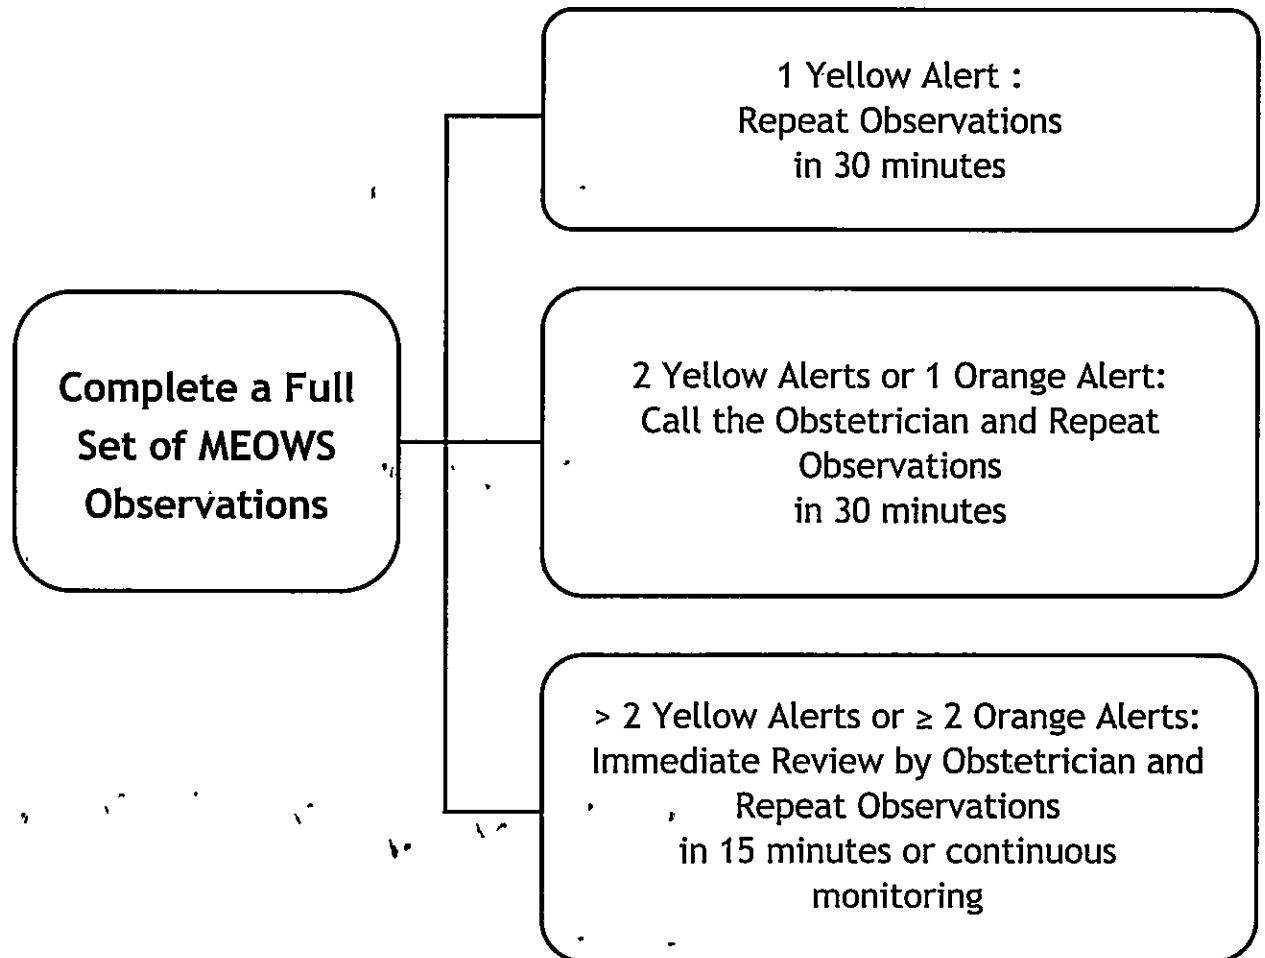 Complete a Full
Set of MEOWS
Observations
1 Yellow Alert :
Repeat Observations
in 30 minutes
2 Yellow Alerts or 1 Orange Alert:
Call the Obstetrician and Repeat
Observations
in 30 minutes
> 2 Yellow Alerts or ≥ 2 Orange Alerts:
Immediate Review by Obstetrician and
Repeat Observations
in 15 minutes or continuous
monitoring